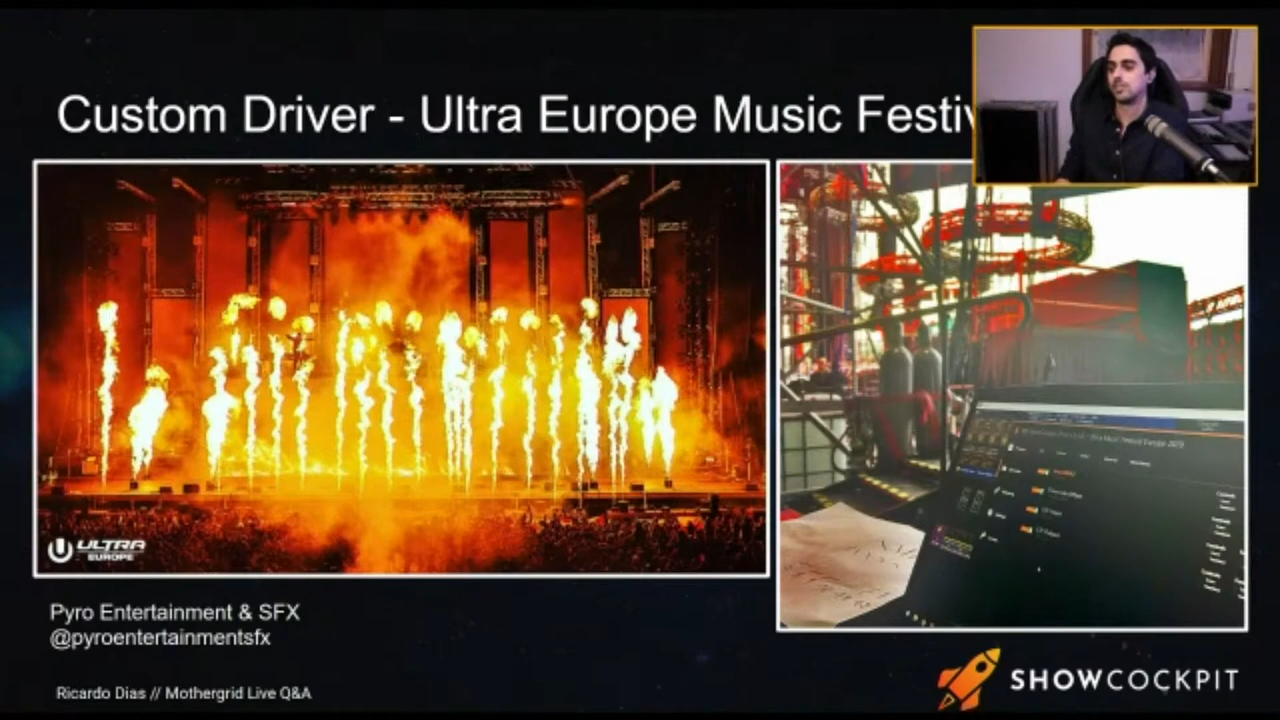 Custom Driver - Ultra Europe Music Festiv
ULTRA
EUROPE
Pyro Entertainment & SFX
@pyroentertainmentsfx
Ricardo Dias // Mothergrid Live Q&A
SHOWCOCKPIT